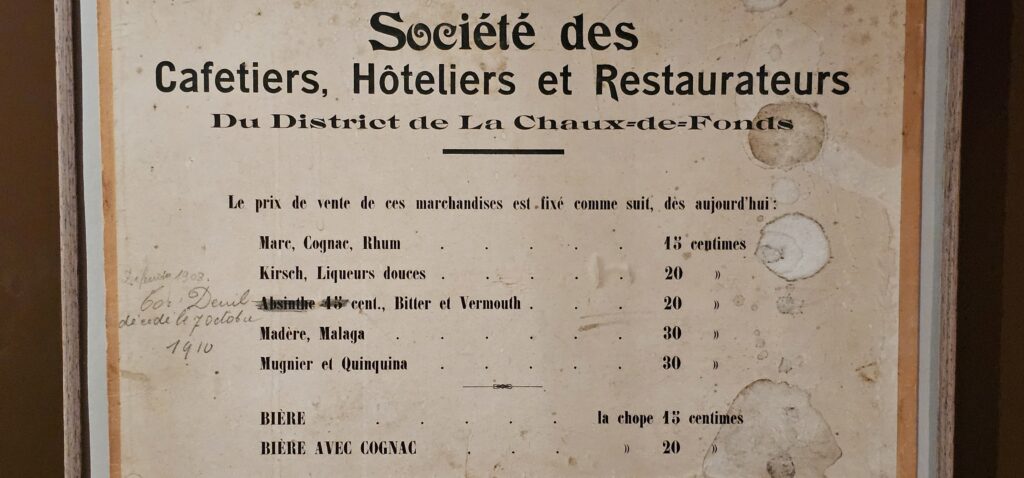 Société des
Cafetiers, Hôteliers et Restaurateurs
Du District de La Chaux=de=Fonds
Le prix de vente de ces marchandises est fixé comme suit, dès aujourd'hui :
Marc, Cognac, Rhum . . . . . 15 centimes
Kirsch, Liqueurs douces . . . . . 20 »
Absinthe 15 cent., Bitter et Vermouth . . . . 20 »
Madère, Malaga . . . . . . 30 »
Mugnier et Quinquina . . . . . 30 »
BIÈRE . . . . . la chope 15 centimes
BIÈRE AVEC COGNAC . . . » 20 »
1908.
Deuil
décédé le 7 octobre
1910